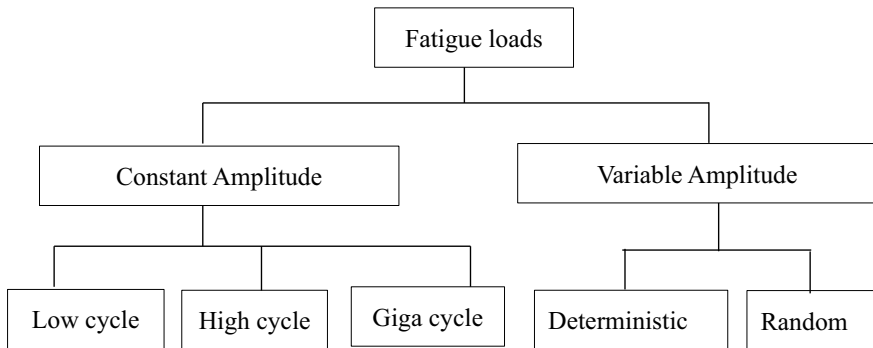 Fatigue loads
Constant Amplitude
Variable Amplitude
Low cycle
High cycle
Giga cycle
Deterministic
Random